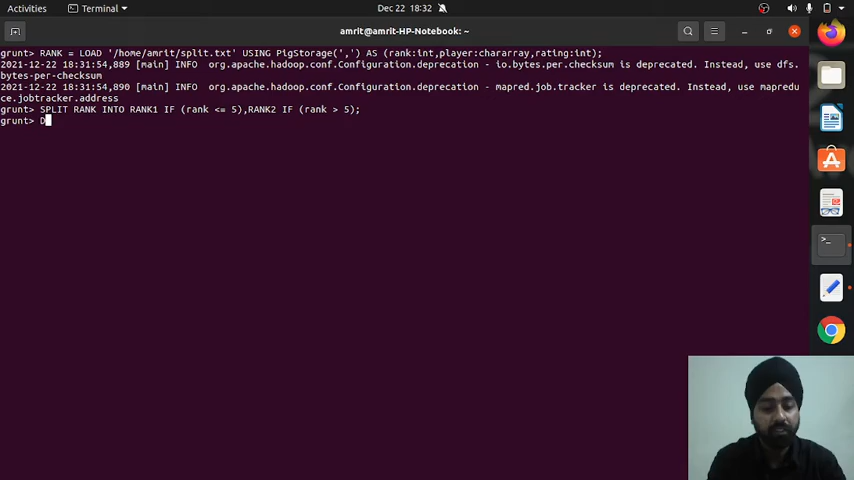 Activities
Terminal
Dec 22 18:32
amrit@amrit-HP-Notebook: ~
grunt> RANK = LOAD '/home/amrit/split.txt' USING PigStorage(',') AS (rank:int,player:chararray,rating:int);
2021-12-22 18:31:54,889 [main] INFO  org.apache.hadoop.conf.Configuration.deprecation - io.bytes.per.checksum is deprecated. Instead, use dfs.
bytes-per-checksum
2021-12-22 18:31:54,890 [main] INFO  org.apache.hadoop.conf.Configuration.deprecation - mapred.job.tracker is deprecated. Instead, use mapredu
ce.jobtracker.address
grunt> SPLIT RANK INTO RANK1 IF (rank <= 5),RANK2 IF (rank > 5);
grunt> D